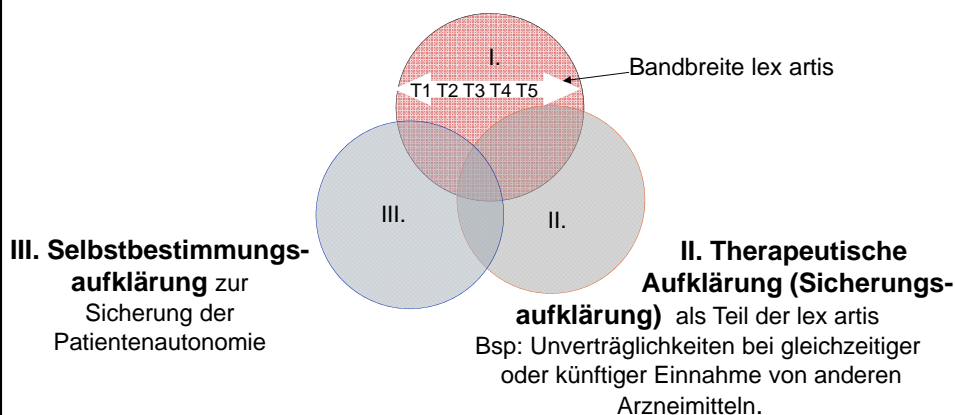 I.
Bandbreite lex artis
T1 T2 T3 T4 T5
III.
II.
III. Selbstbestimmungs-
aufklärung zur
Sicherung der
Patientenautonomie
II. Therapeutische
Aufklärung (Sicherungs-
aufklärung) als Teil der lex artis
Bsp: Unverträglichkeiten bei gleichzeitiger
oder künftiger Einnahme von anderen
Arzneimitteln.